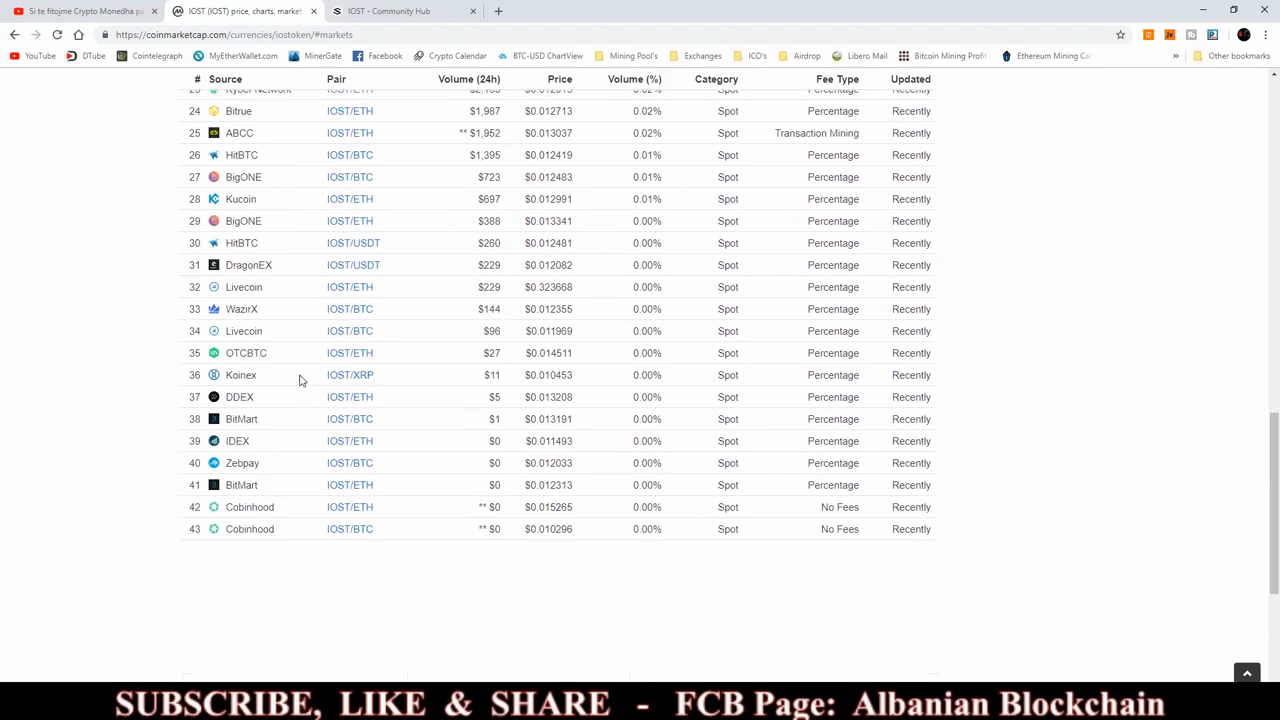 Si te fitojme Crypto Monedha pa
IOST (IOST) price, charts, market
IOST - Community Hub
https://coinmarketcap.com/currencies/iostoken/#markets
YouTube DTube Cointelegraph MyEtherWallet.com MinerGate Facebook Crypto Calendar BTC-USD ChartView Mining Pool's Exchanges ICO's Airdrop Libero Mail Bitcoin Mining Profit Ethereum Mining Cal » Other bookmarks
# Source Pair Volume (24h) Price Volume (%) Category Fee Type Updated
24 Bitrue IOST/ETH $1,987 $0.012713 0.02% Spot Percentage Recently
25 ABCC IOST/ETH ** $1,952 $0.013037 0.02% Spot Transaction Mining Recently
26 HitBTC IOST/BTC $1,395 $0.012419 0.01% Spot Percentage Recently
27 BigONE IOST/BTC $723 $0.012483 0.01% Spot Percentage Recently
28 Kucoin IOST/ETH $697 $0.012991 0.01% Spot Percentage Recently
29 BigONE IOST/ETH $388 $0.013341 0.00% Spot Percentage Recently
30 HitBTC IOST/USDT $260 $0.012481 0.00% Spot Percentage Recently
31 DragonEX IOST/USDT $229 $0.012082 0.00% Spot Percentage Recently
32 Livecoin IOST/ETH $229 $0.323668 0.00% Spot Percentage Recently
33 WazirX IOST/BTC $144 $0.012355 0.00% Spot Percentage Recently
34 Livecoin IOST/BTC $96 $0.011969 0.00% Spot Percentage Recently
35 OTCBTC IOST/ETH $27 $0.014511 0.00% Spot Percentage Recently
36 Koinex IOST/XRP $11 $0.010453 0.00% Spot Percentage Recently
37 DDEX IOST/ETH $5 $0.013208 0.00% Spot Percentage Recently
38 BitMart IOST/BTC $1 $0.013191 0.00% Spot Percentage Recently
39 IDEX IOST/ETH $0 $0.011493 0.00% Spot Percentage Recently
40 Zebpay IOST/BTC $0 $0.012033 0.00% Spot Percentage Recently
41 BitMart IOST/ETH $0 $0.012313 0.00% Spot Percentage Recently
42 Cobinhood IOST/ETH ** $0 $0.015265 0.00% Spot No Fees Recently
43 Cobinhood IOST/BTC ** $0 $0.010296 0.00% Spot No Fees Recently
SUBSCRIBE, LIKE & SHARE - FCB Page: Albanian Blockchain